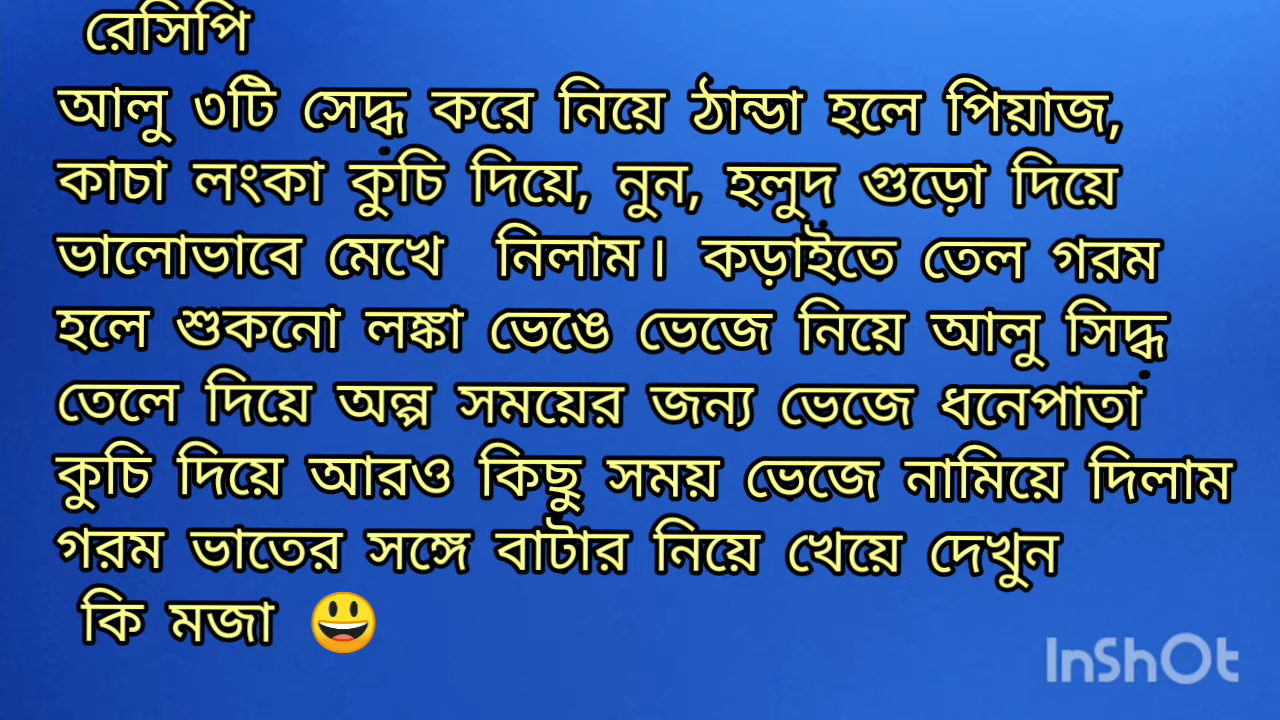 রেসিপি
আলু ৩টি সেদ্ধ করে নিয়ে ঠান্ডা হলে পিয়াজ,
কাচা লংকা কুচি দিয়ে, নুন, হলুদ গুড়ো দিয়ে
ভালোভাবে মেখে নিলাম। কড়াইতে তেল গরম
হলে শুকনো লঙ্কা ভেঙে ভেজে নিয়ে আলু সিদ্ধ
তেলে দিয়ে অল্প সময়ের জন্য ভেজে ধনেপাতা
কুচি দিয়ে আরও কিছু সময় ভেজে নামিয়ে দিলাম
গরম ভাতের সঙ্গে বাটার নিয়ে খেয়ে দেখুন
কি মজা 😃
InShOt